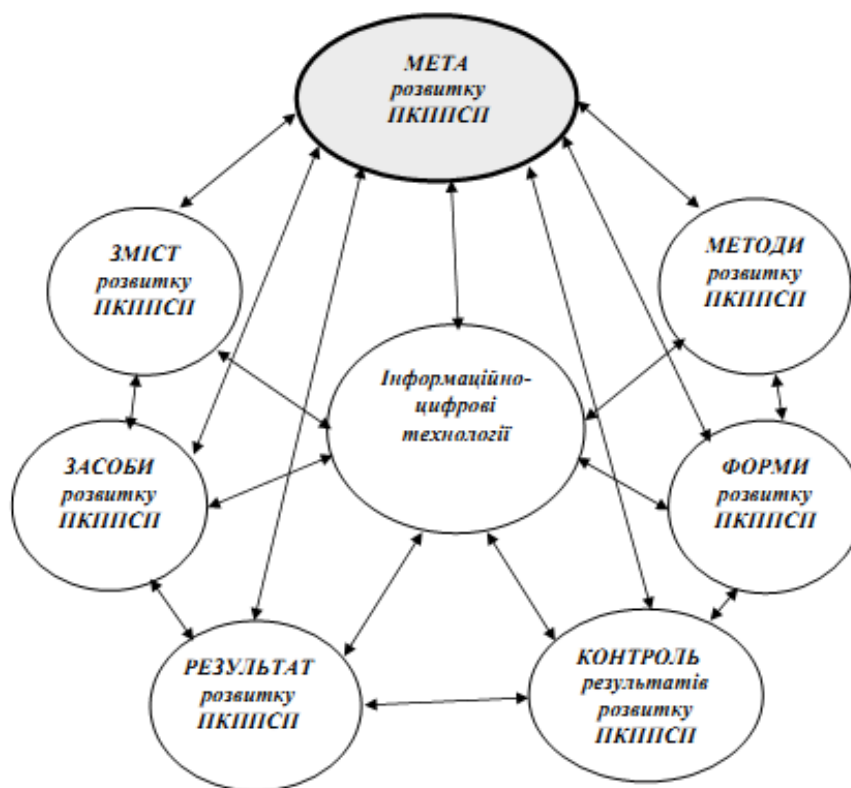 МЕТА
розвитку
ПКППСП
ЗМІСТ
розвитку
ПКППСП
МЕТОДИ
розвитку
ПКППСП
Інформаційно-
цифрові
технології
ЗАСОБИ
розвитку
ПКППСП
ФОРМИ
розвитку
ПКППСП
РЕЗУЛЬТАТ
розвитку
ПКППСП
КОНТРОЛЬ
результатів
розвитку
ПКППСП